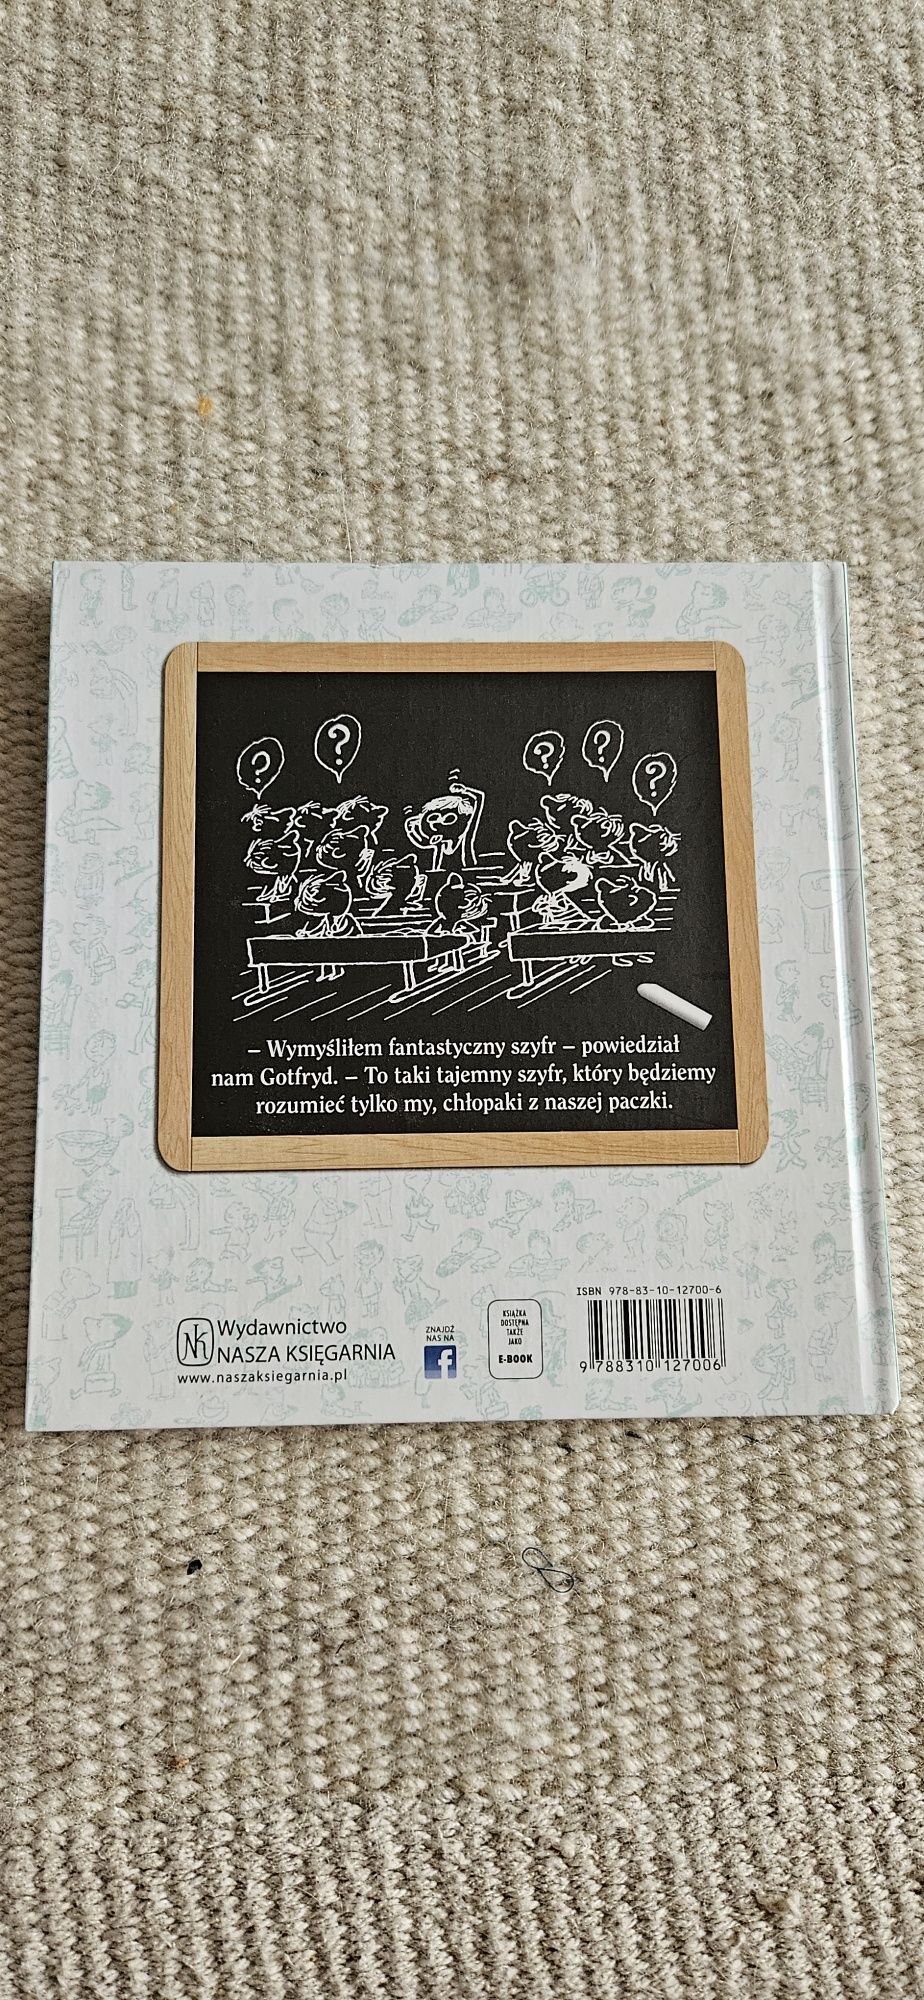 ?
?
?
?
?
– Wymyśliłem fantastyczny szyfr – powiedział
nam Gotfryd. – To taki tajemny szyfr, który będziemy
rozumieć tylko my, chłopaki z naszej paczki.
NK
Wydawnictwo
NASZA KSIĘGARNIA
www.naszaksiegarnia.pl
ZNAJDŹ
NAS NA
f
KSIĄŻKA
DOSTĘPNA
TAKŻE
JAKO
E-BOOK
ISBN 978-83-10-12700-6
9 788310 127006